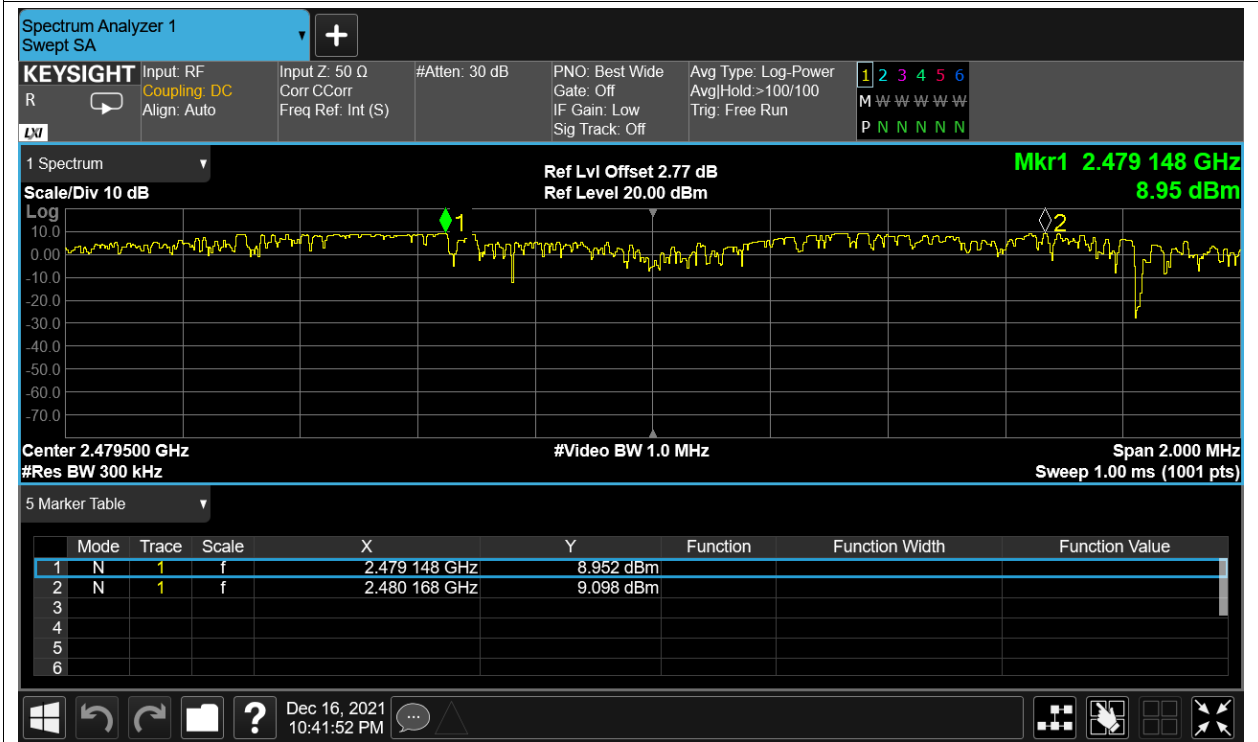 Spectrum Analyzer 1
Swept SA
+
KEYSIGHT Input: RF Input Z: 50 Ω #Atten: 30 dB PNO: Best Wide Avg Type: Log-Power 1 2 3 4 5 6
R Coupling: DC Corr CCorr Gate: Off Avg|Hold:>100/100 M W W W W W
Align: Auto Freq Ref: Int (S) IF Gain: Low Trig: Free Run
LXI Sig Track: Off P N N N N N
1 Spectrum Ref Lvl Offset 2.77 dB Mkr1 2.479 148 GHz
Scale/Div 10 dB Ref Level 20.00 dBm 8.95 dBm
Log
1 2
10.0
0.00
-10.0
-20.0
-30.0
-40.0
-50.0
-60.0
-70.0
Center 2.479500 GHz #Video BW 1.0 MHz Span 2.000 MHz
#Res BW 300 kHz Sweep 1.00 ms (1001 pts)
5 Marker Table
Mode Trace Scale X Y Function Function Width Function Value
1 N 1 f 2.479 148 GHz 8.952 dBm
2 N 1 f 2.480 168 GHz 9.098 dBm
3
4
5
6
? Dec 16, 2021
10:41:52 PM